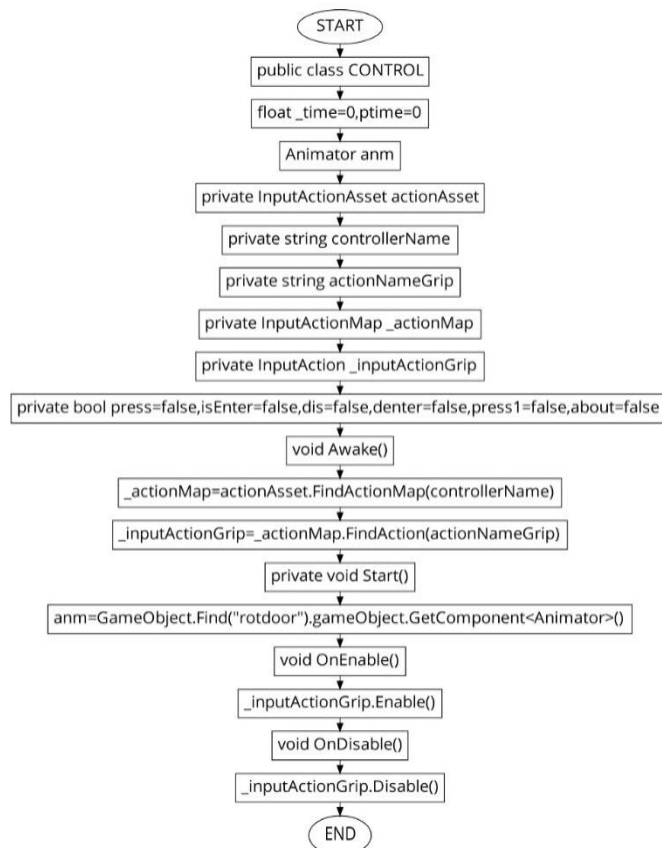 START
public class CONTROL
float _time=0,ptime=0
Animator anm
private InputActionAsset actionAsset
private string controllerName
private string actionNameGrip
private InputActionMap _actionMap
private InputAction _inputActionGrip
private bool press=false,isEnter=false,dis=false,denter=false,press1=false,about=false
void Awake()
_actionMap=actionAsset.FindActionMap(controllerName)
_inputActionGrip=_actionMap.FindAction(actionNameGrip)
private void Start()
anm=GameObject.Find("rotdoor").gameObject.GetComponent<Animator>()
void OnEnable()
_inputActionGrip.Enable()
void OnDisable()
_inputActionGrip.Disable()
END